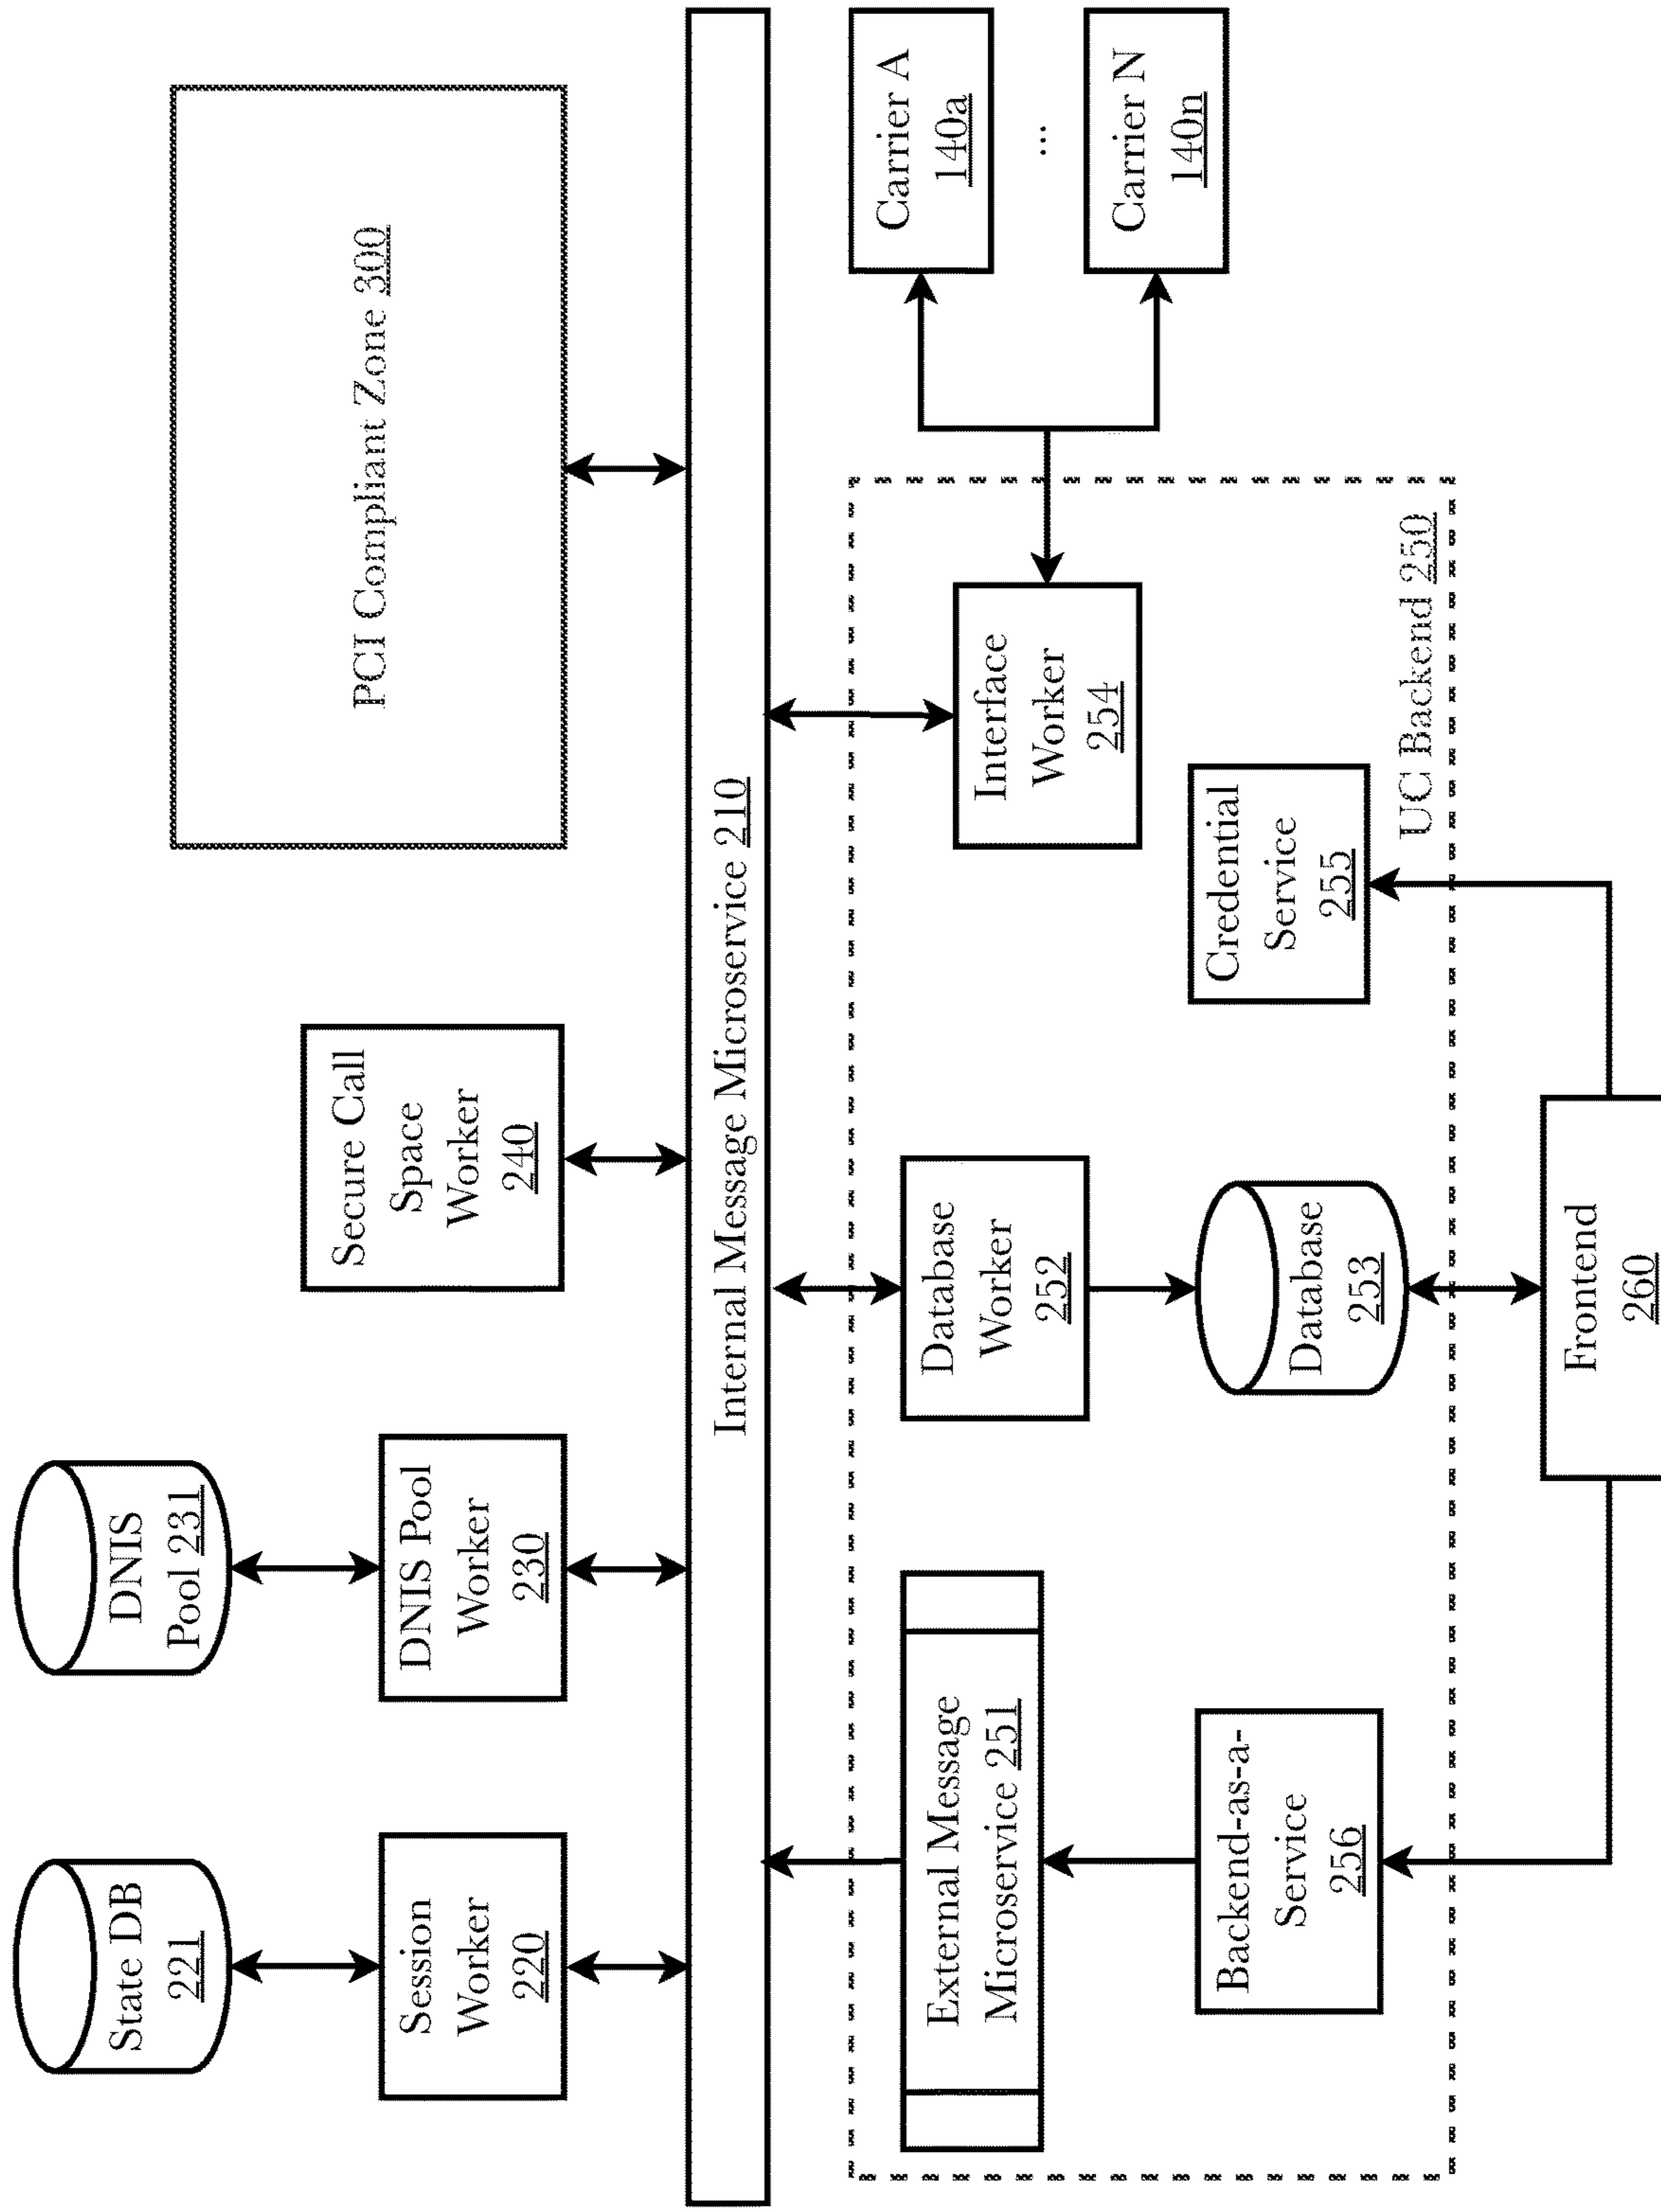 State DB
221
DNIS
Pool 231
Session
Worker
220
DNIS Pool
Worker
230
Secure Call
Space
Worker
240
PCI Compliant Zone 300
Internal Message Microservice 210
External Message
Microservice 251
Database
Worker
252
Interface
Worker
254
Carrier A
140a
...
Carrier N
140n
Backend-as-a-
Service
256
Database
253
Credential
Service
255
UC Backend 250
Frontend
260